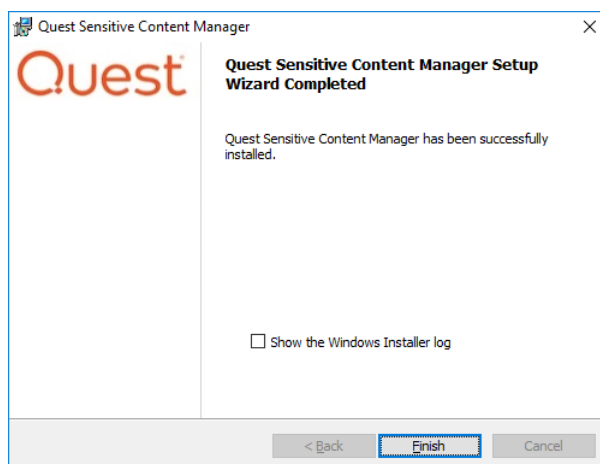 Quest Sensitive Content Manager
Quest
Quest Sensitive Content Manager Setup
Wizard Completed
Quest Sensitive Content Manager has been successfully
installed.
Show the Windows Installer log
< Back
Finish
Cancel